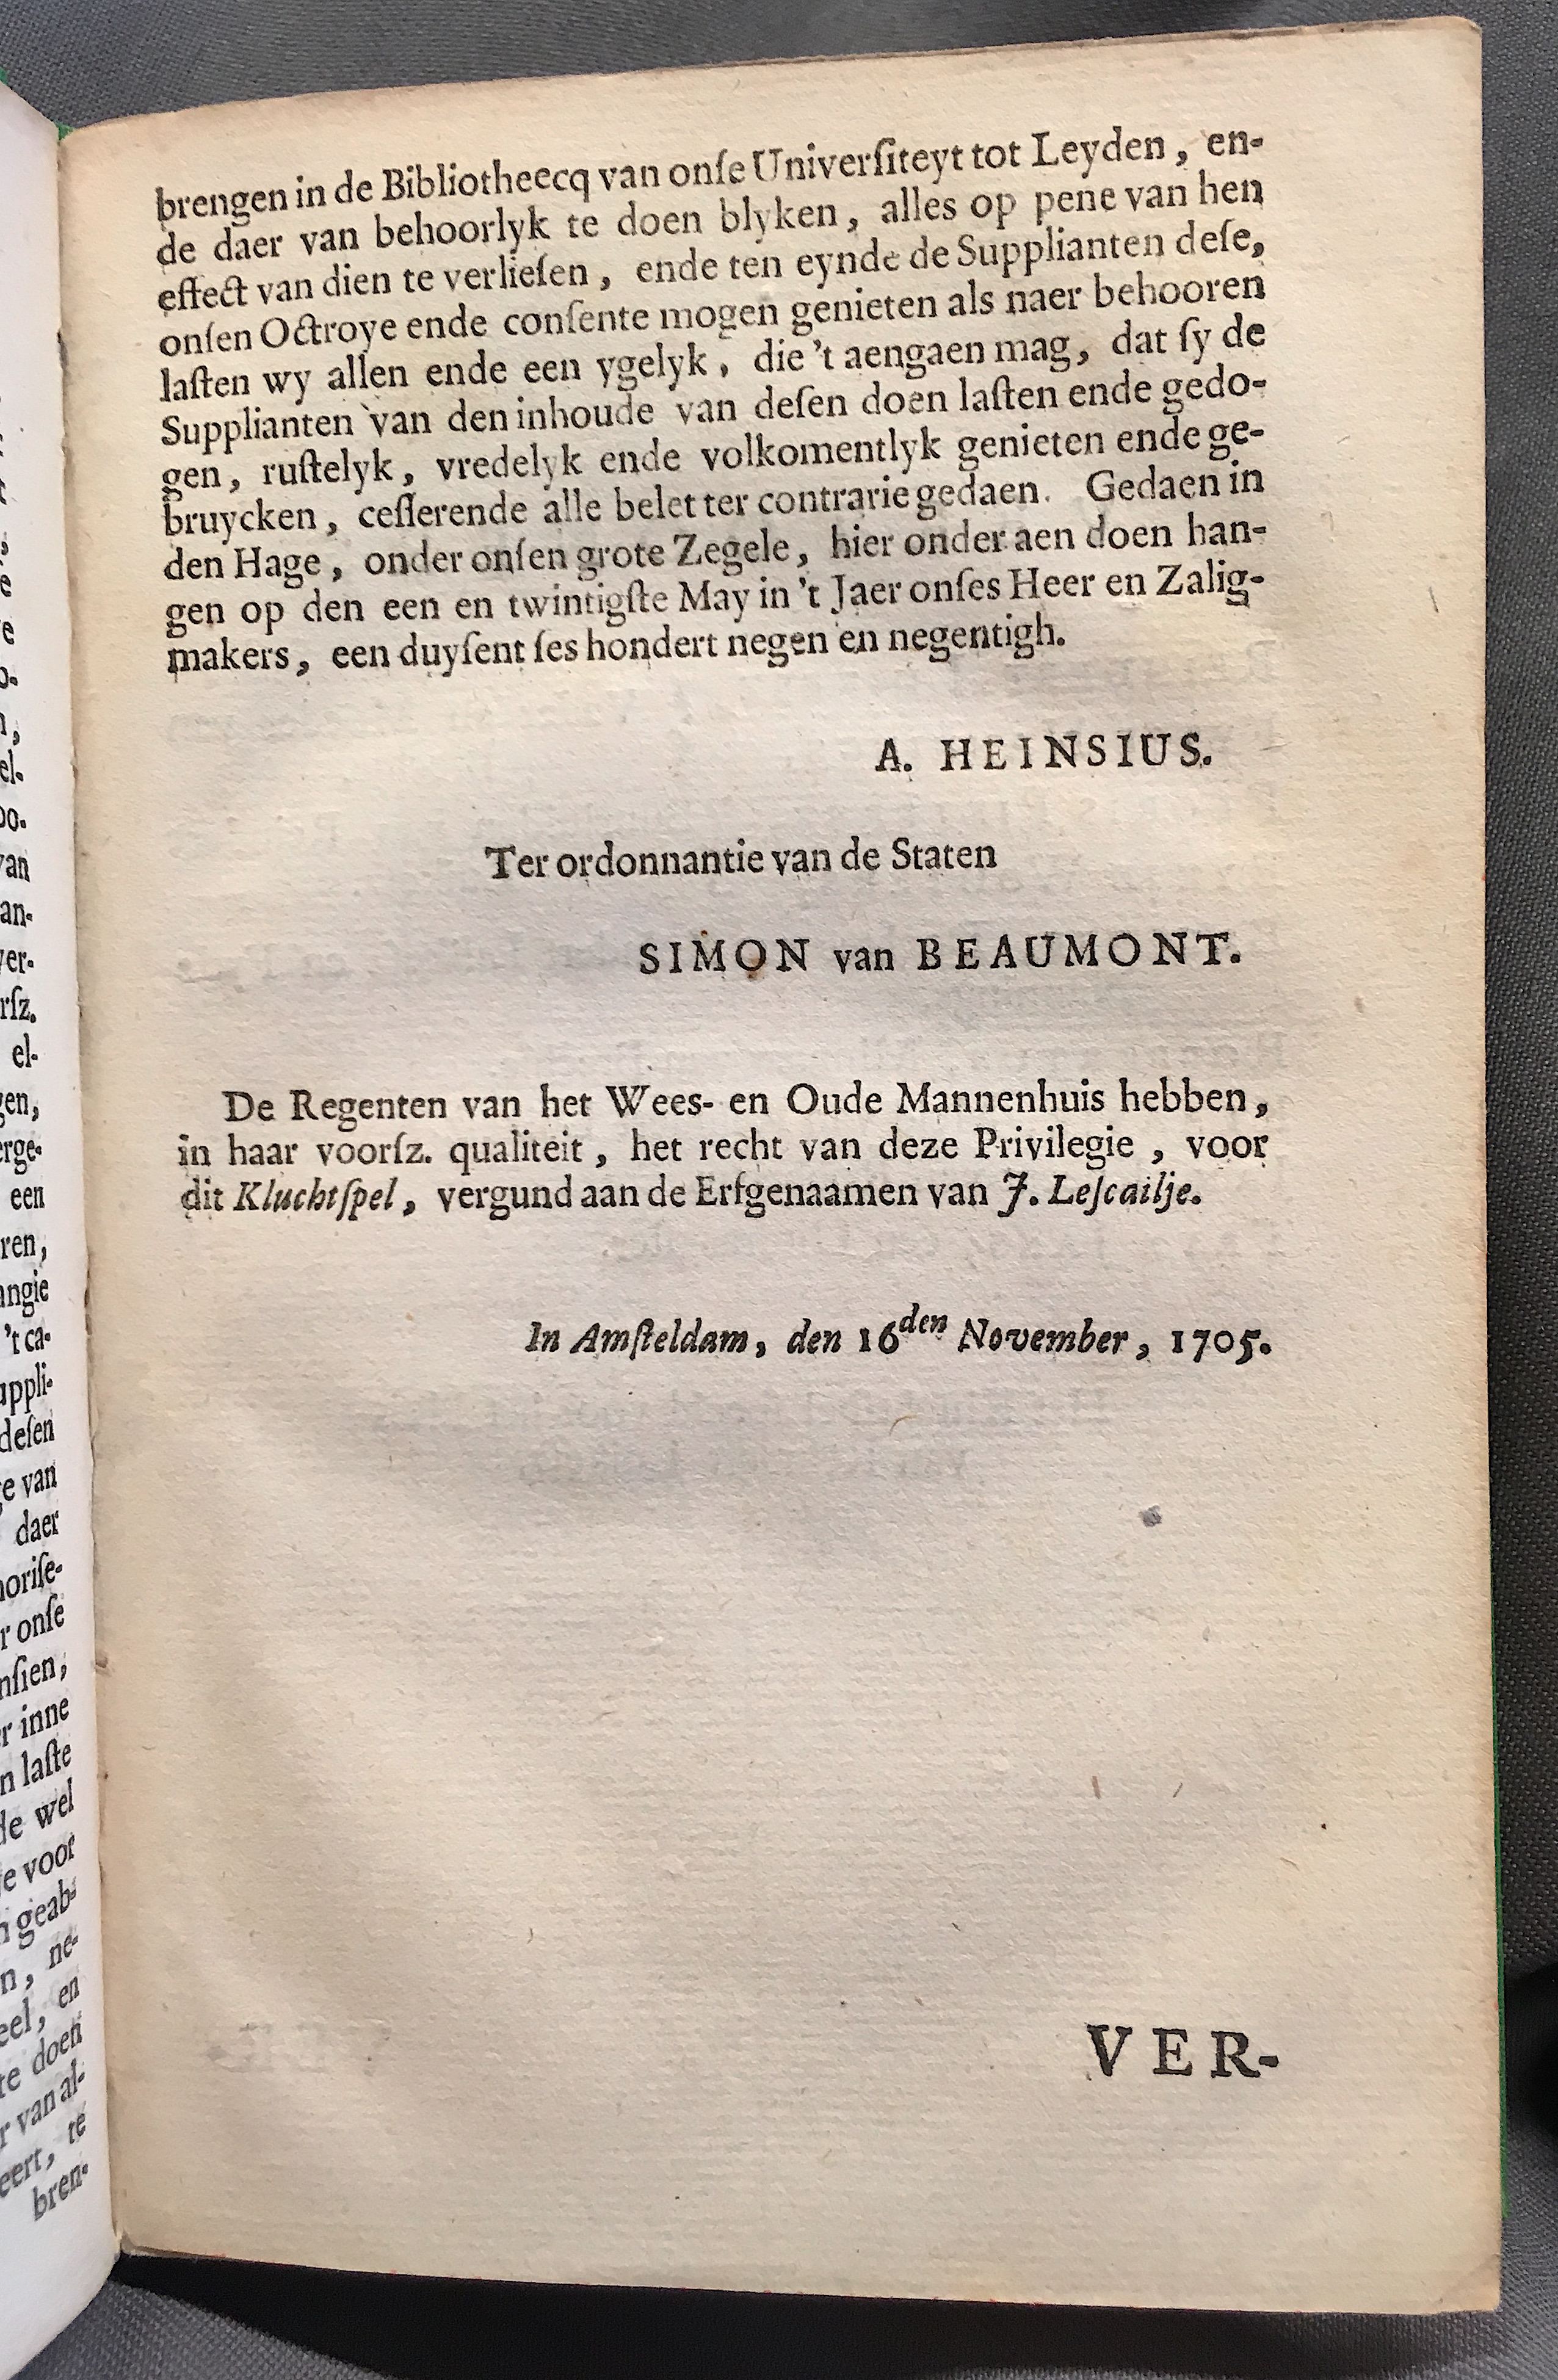 brengen in de Bibliotheecq van onſe Univerſiteyt tot Leyden, en-
de daer van behoorlyk te doen blyken, alles op pene van hen
effect van dien te verlieſen, ende ten eynde de Supplianten deſe,
onſen Octroye ende conſente mogen genieten als naer behooren
laſten wy allen ende een ygelyk, die 't aengaen mag, dat ſy de
Supplianten van den inhoude van deſen doen laſten ende gedo-
gen, ruſtelyk, vredelyk ende volkomentlyk genieten ende ge-
bruycken, ceſſerende alle belet ter contrarie gedaen. Gedaen in
den Hage, onder onſen grote Zegele, hier onder aen doen han-
gen op den een en twintigſte May in 't Jaer onſes Heer en Zalig-
makers, een duyſent ſes hondert negen en negentigh.
A. HEINSIUS.
Ter ordonnantie van de Staten
SIMON van BEAUMONT.
De Regenten van het Wees- en Oude Mannenhuis hebben,
in haar voorſz. qualiteit, het recht van deze Privilegie, voor
dit Kluchtſpel, vergund aan de Erfgenaamen van J. Leſcailje.
In Amſteldam, den 16den November, 1705.
VER-